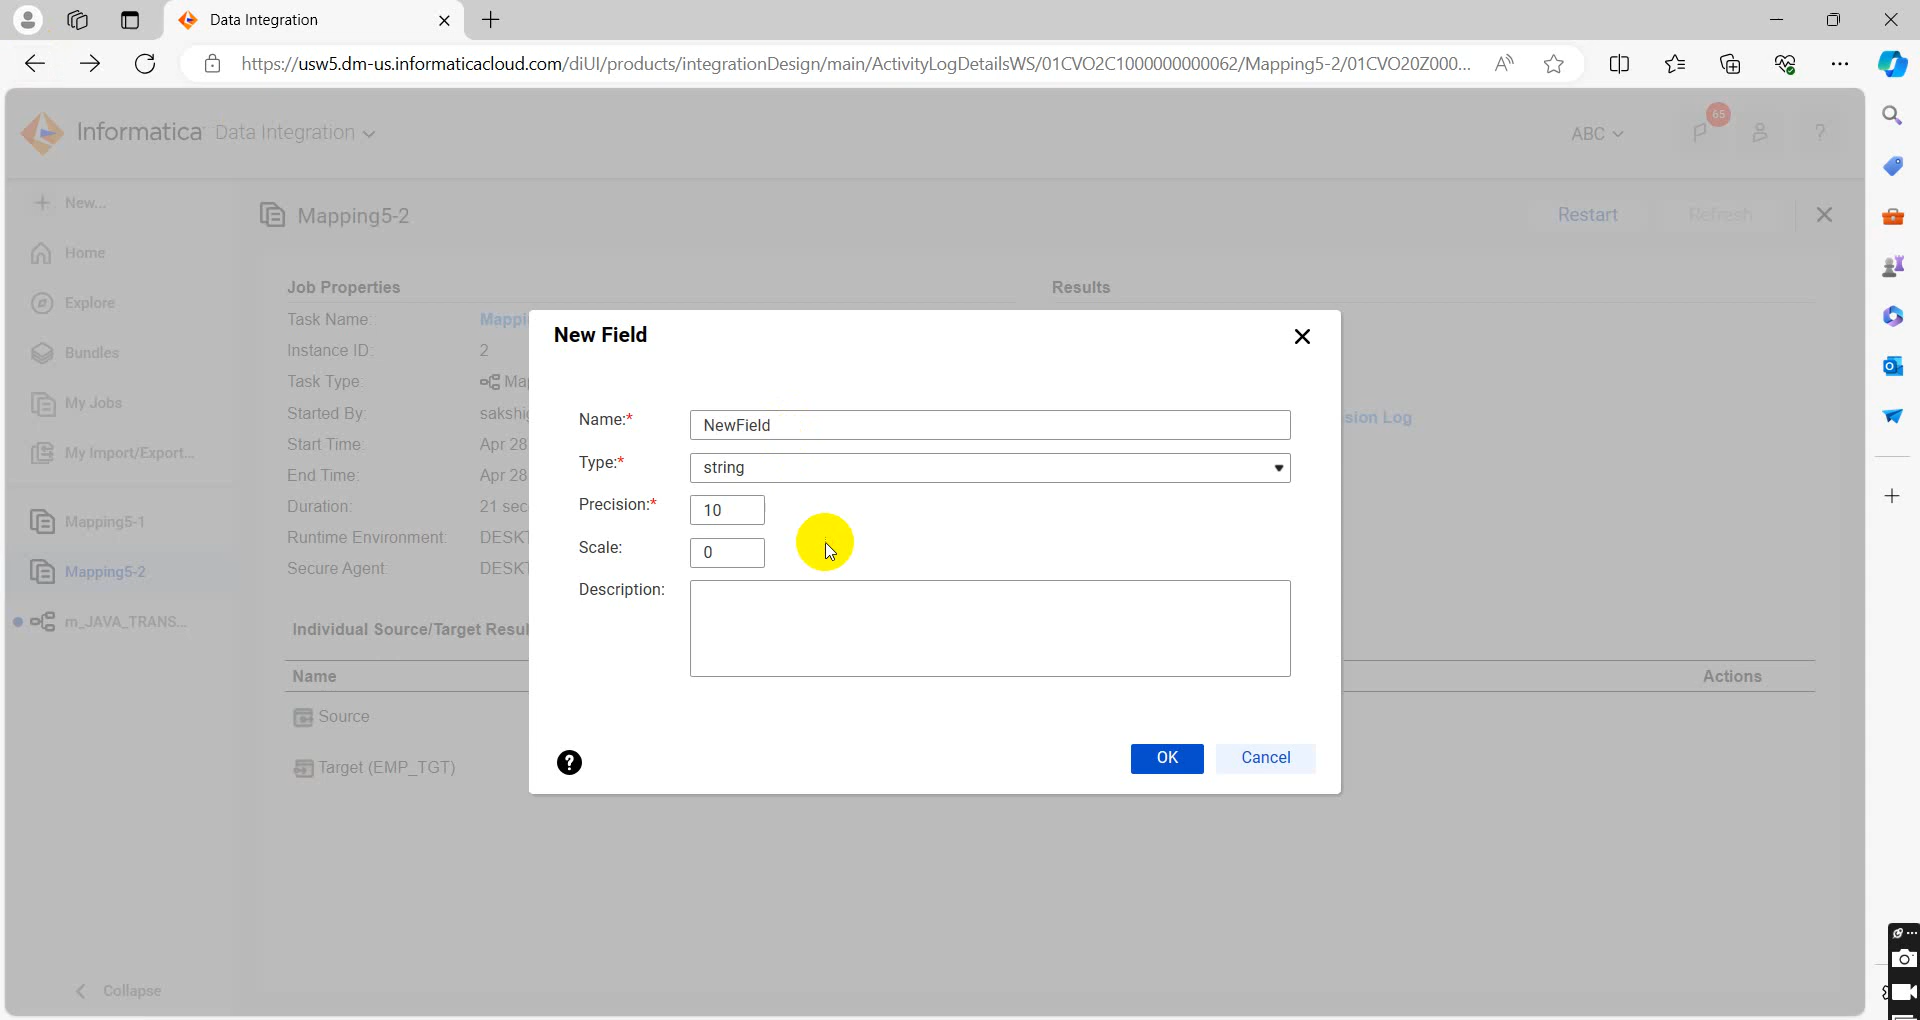 Data Integration
https://usw5.dm-us.informaticacloud.com/diUI/products/integrationDesign/main/ActivityLogDetailsWS/01CVO2C1000000000062/Mapping5-2/01CVO20Z000...
Informatica Data Integration
ABC
65
?
New...
Mapping5-2
Restart
Refresh
Home
Job Properties
Results
Explore
Task Name:
Mappi
New Field
Instance ID:
2
Bundles
Task Type:
Ma
My Jobs
Started By:
sakshi
Name:*
NewField
sion Log
Start Time:
Apr 28
My Import/Export...
Type:*
string
End Time:
Apr 28
Duration:
21 sec
Precision:*
10
Mapping5-1
Runtime Environment:
DESKT
Scale:
0
Mapping5-2
Secure Agent:
DESKT
Description:
m_JAVA_TRANS...
Individual Source/Target Resul
Name
Actions
Source
Target (EMP_TGT)
?
OK
Cancel
Collapse